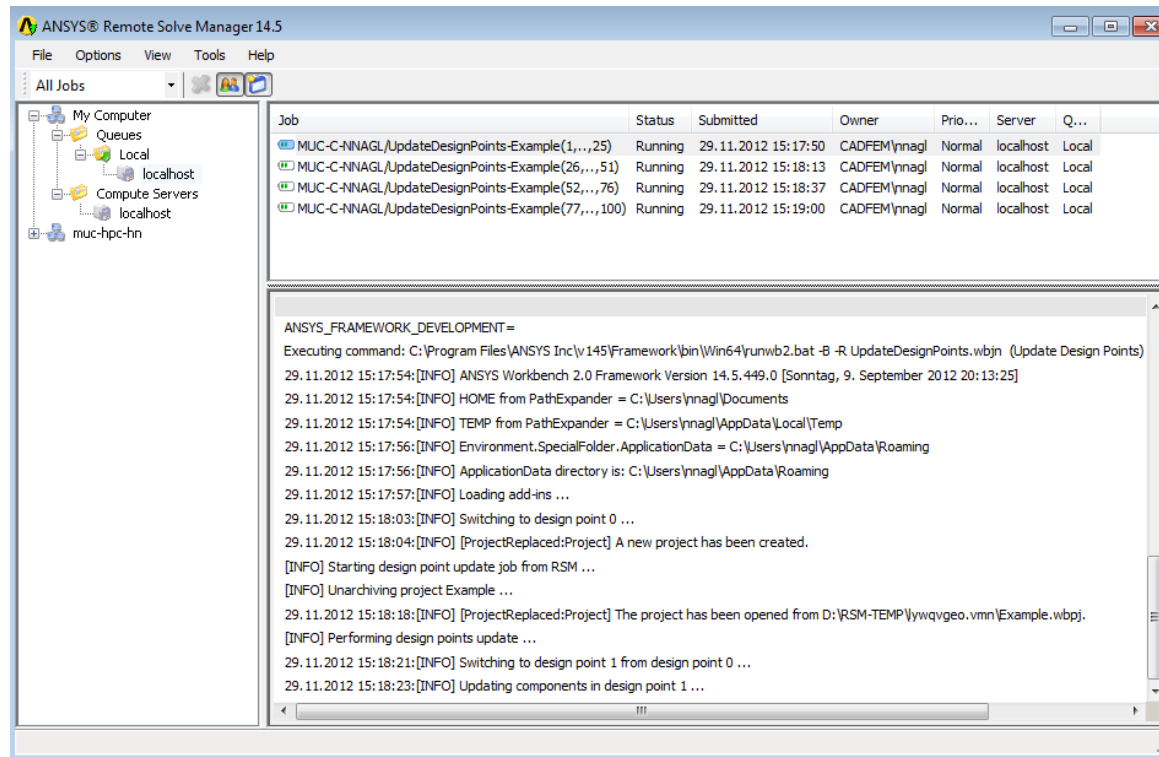 ANSYS® Remote Solve Manager 14.5
File Options View Tools Help
All Jobs
My Computer
Queues
Local
localhost
Compute Servers
localhost
muc-hpc-hn
Job Status Submitted Owner Prio... Server Q...
MUC-C-NNAGL/UpdateDesignPoints-Example(1,..,25) Running 29.11.2012 15:17:50 CADFEM\nnagl Normal localhost Local
MUC-C-NNAGL/UpdateDesignPoints-Example(26,..,51) Running 29.11.2012 15:18:13 CADFEM\nnagl Normal localhost Local
MUC-C-NNAGL/UpdateDesignPoints-Example(52,..,76) Running 29.11.2012 15:18:37 CADFEM\nnagl Normal localhost Local
MUC-C-NNAGL/UpdateDesignPoints-Example(77,..,100) Running 29.11.2012 15:19:00 CADFEM\nnagl Normal localhost Local
ANSYS_FRAMEWORK_DEVELOPMENT=
Executing command: C:\Program Files\ANSYS Inc\v145\Framework\bin\Win64\runwb2.bat -B -R UpdateDesignPoints.wbjn (Update Design Points)
29.11.2012 15:17:54:[INFO] ANSYS Workbench 2.0 Framework Version 14.5.449.0 [Sonntag, 9. September 2012 20:13:25]
29.11.2012 15:17:54:[INFO] HOME from PathExpander = C:\Users\nnagl\Documents
29.11.2012 15:17:54:[INFO] TEMP from PathExpander = C:\Users\nnagl\AppData\Local\Temp
29.11.2012 15:17:56:[INFO] Environment.SpecialFolder.ApplicationData = C:\Users\nnagl\AppData\Roaming
29.11.2012 15:17:56:[INFO] ApplicationData directory is: C:\Users\nnagl\AppData\Roaming
29.11.2012 15:17:57:[INFO] Loading add-ins ...
29.11.2012 15:18:03:[INFO] Switching to design point 0 ...
29.11.2012 15:18:04:[INFO] [ProjectReplaced:Project] A new project has been created.
[INFO] Starting design point update job from RSM ...
[INFO] Unarchiving project Example ...
29.11.2012 15:18:18:[INFO] [ProjectReplaced:Project] The project has been opened from D:\RSM-TEMP\lywqvgeo.vmn\Example.wbpj.
[INFO] Performing design points update ...
29.11.2012 15:18:21:[INFO] Switching to design point 1 from design point 0 ...
29.11.2012 15:18:23:[INFO] Updating components in design point 1 ...